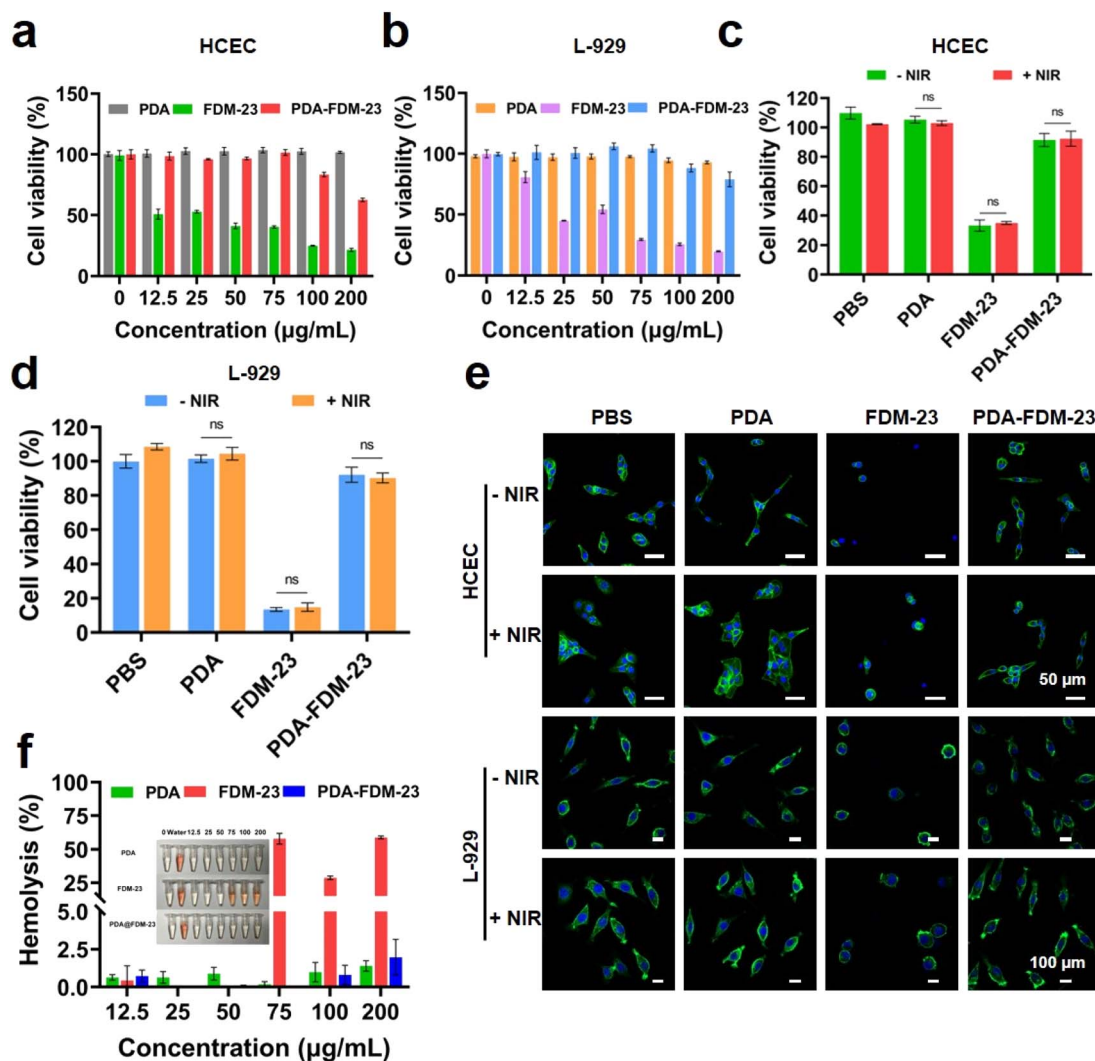 a
HCEC
PDA FDM-23 PDA-FDM-23
Cell viability (%)
150
100
50
0
0 12.5 25 50 75 100 200
Concentration (µg/mL)
b
L-929
PDA FDM-23 PDA-FDM-23
Cell viability (%)
150
100
50
0
0 12.5 25 50 75 100 200
Concentration (µg/mL)
c
HCEC
- NIR + NIR
Cell viability (%)
120
100
80
60
40
20
0
ns
ns
ns
PBS PDA FDM-23 PDA-FDM-23
d
L-929
- NIR + NIR
Cell viability (%)
120
100
80
60
40
20
0
ns
ns
ns
PBS PDA FDM-23 PDA-FDM-23
e
PBS PDA FDM-23 PDA-FDM-23
HCEC
- NIR
+ NIR
50 µm
L-929
- NIR
+ NIR
100 µm
f
PDA FDM-23 PDA-FDM-23
Hemolysis (%)
100
75
50
25
5.0
2.5
0.0
0 Water 12.5 25 50 75 100 200
PDA
FDM-23
PDA@FDM-23
12.5 25 50 75 100 200
Concentration (µg/mL)